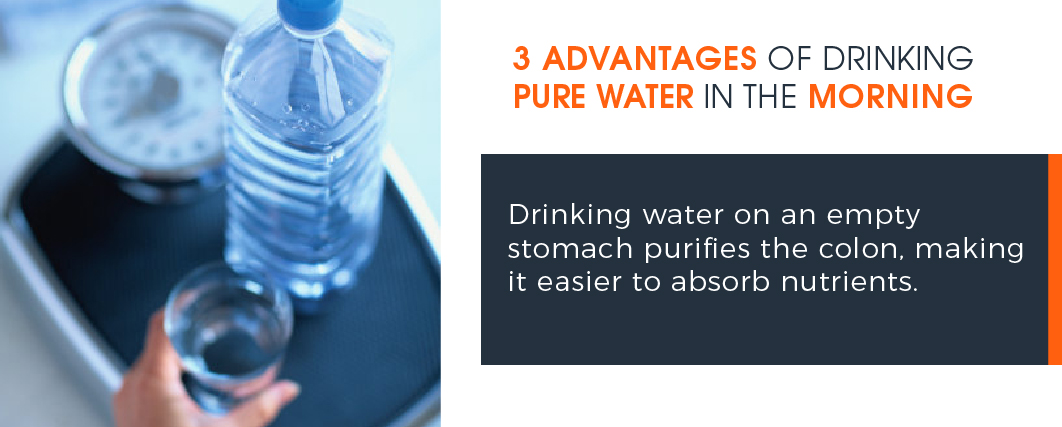 3 ADVANTAGES OF DRINKING
PURE WATER IN THE MORNING
Drinking water on an empty
stomach purifies the colon, making
it easier to absorb nutrients.